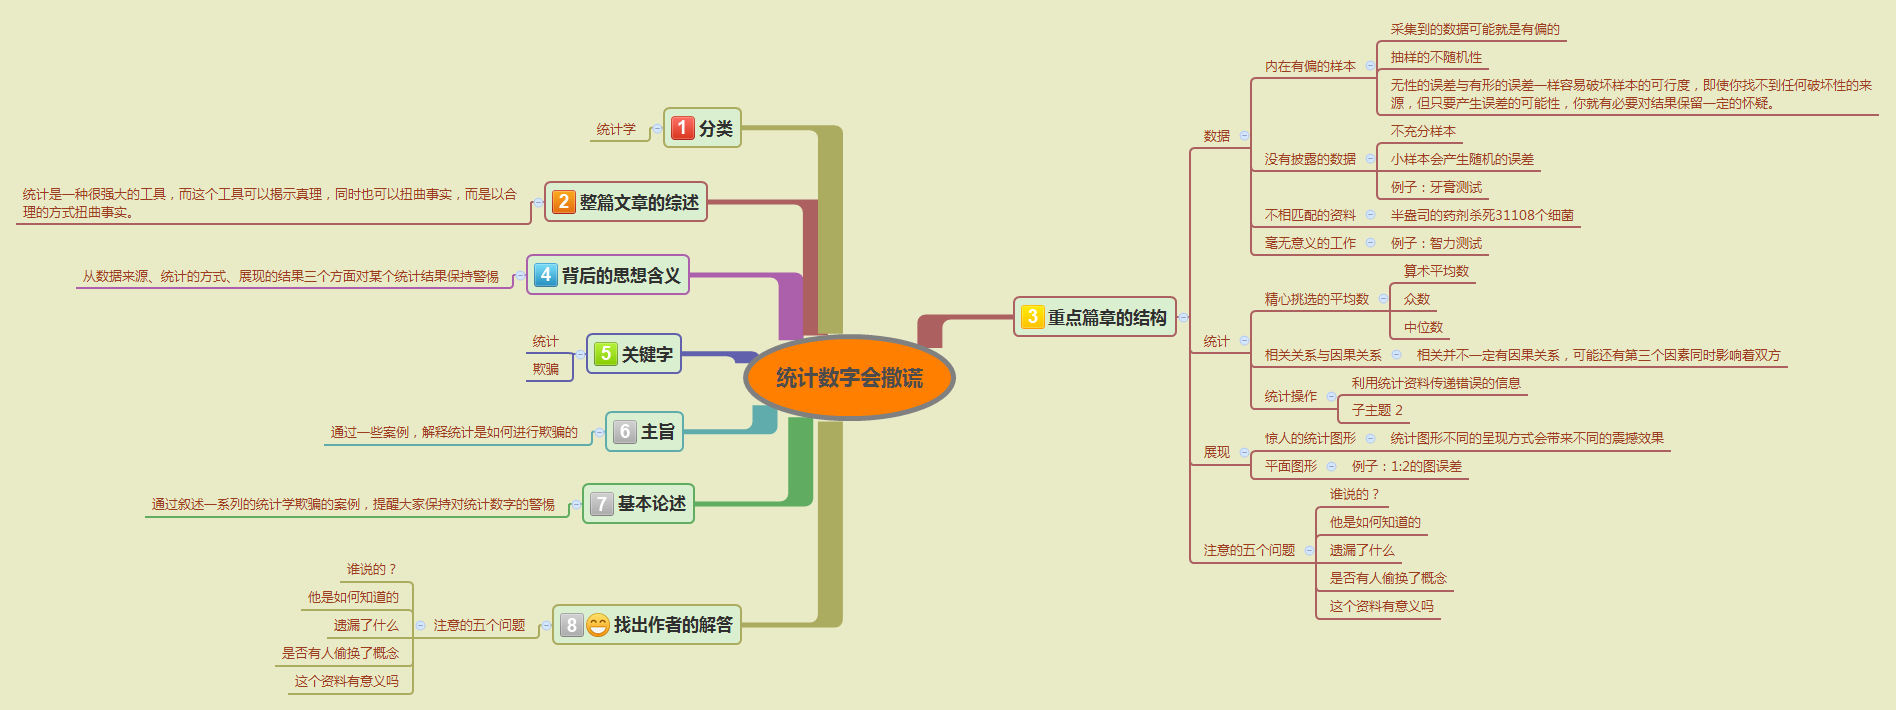 统计数字会撒谎
1 分类
统计学
2 整篇文章的综述
统计是一种很强大的工具，而这个工具可以揭示真理，同时也可以扭曲事实，而是以合
理的方式扭曲事实。
3 重点篇章的结构
数据
内在有偏的样本
采集到的数据可能就是有偏的
抽样的不随机性
无性的误差与有形的误差一样容易破坏样本的可行度，即使你找不到任何破坏性的来
源，但只要产生误差的可能性，你就有必要对结果保留一定的怀疑。
没有披露的数据
不充分样本
小样本会产生随机的误差
例子：牙膏测试
不相匹配的资料
半盎司的药剂杀死31108个细菌
毫无意义的工作
例子：智力测试
统计
精心挑选的平均数
算术平均数
众数
中位数
相关关系与因果关系
相关并不一定有因果关系，可能还有第三个因素同时影响着双方
统计操作
利用统计资料传递错误的信息
子主题 2
展现
惊人的统计图形
统计图形不同的呈现方式会带来不同的震撼效果
平面图形
例子：1:2的图误差
注意的五个问题
谁说的？
他是如何知道的
遗漏了什么
是否有人偷换了概念
这个资料有意义吗
4 背后的思想含义
从数据来源、统计的方式、展现的结果三个方面对某个统计结果保持警惕
5 关键字
统计
欺骗
6 主旨
通过一些案例，解释统计是如何进行欺骗的
7 基本论述
通过叙述一系列的统计学欺骗的案例，提醒大家保持对统计数字的警惕
8 找出作者的解答
注意的五个问题
谁说的？
他是如何知道的
遗漏了什么
是否有人偷换了概念
这个资料有意义吗